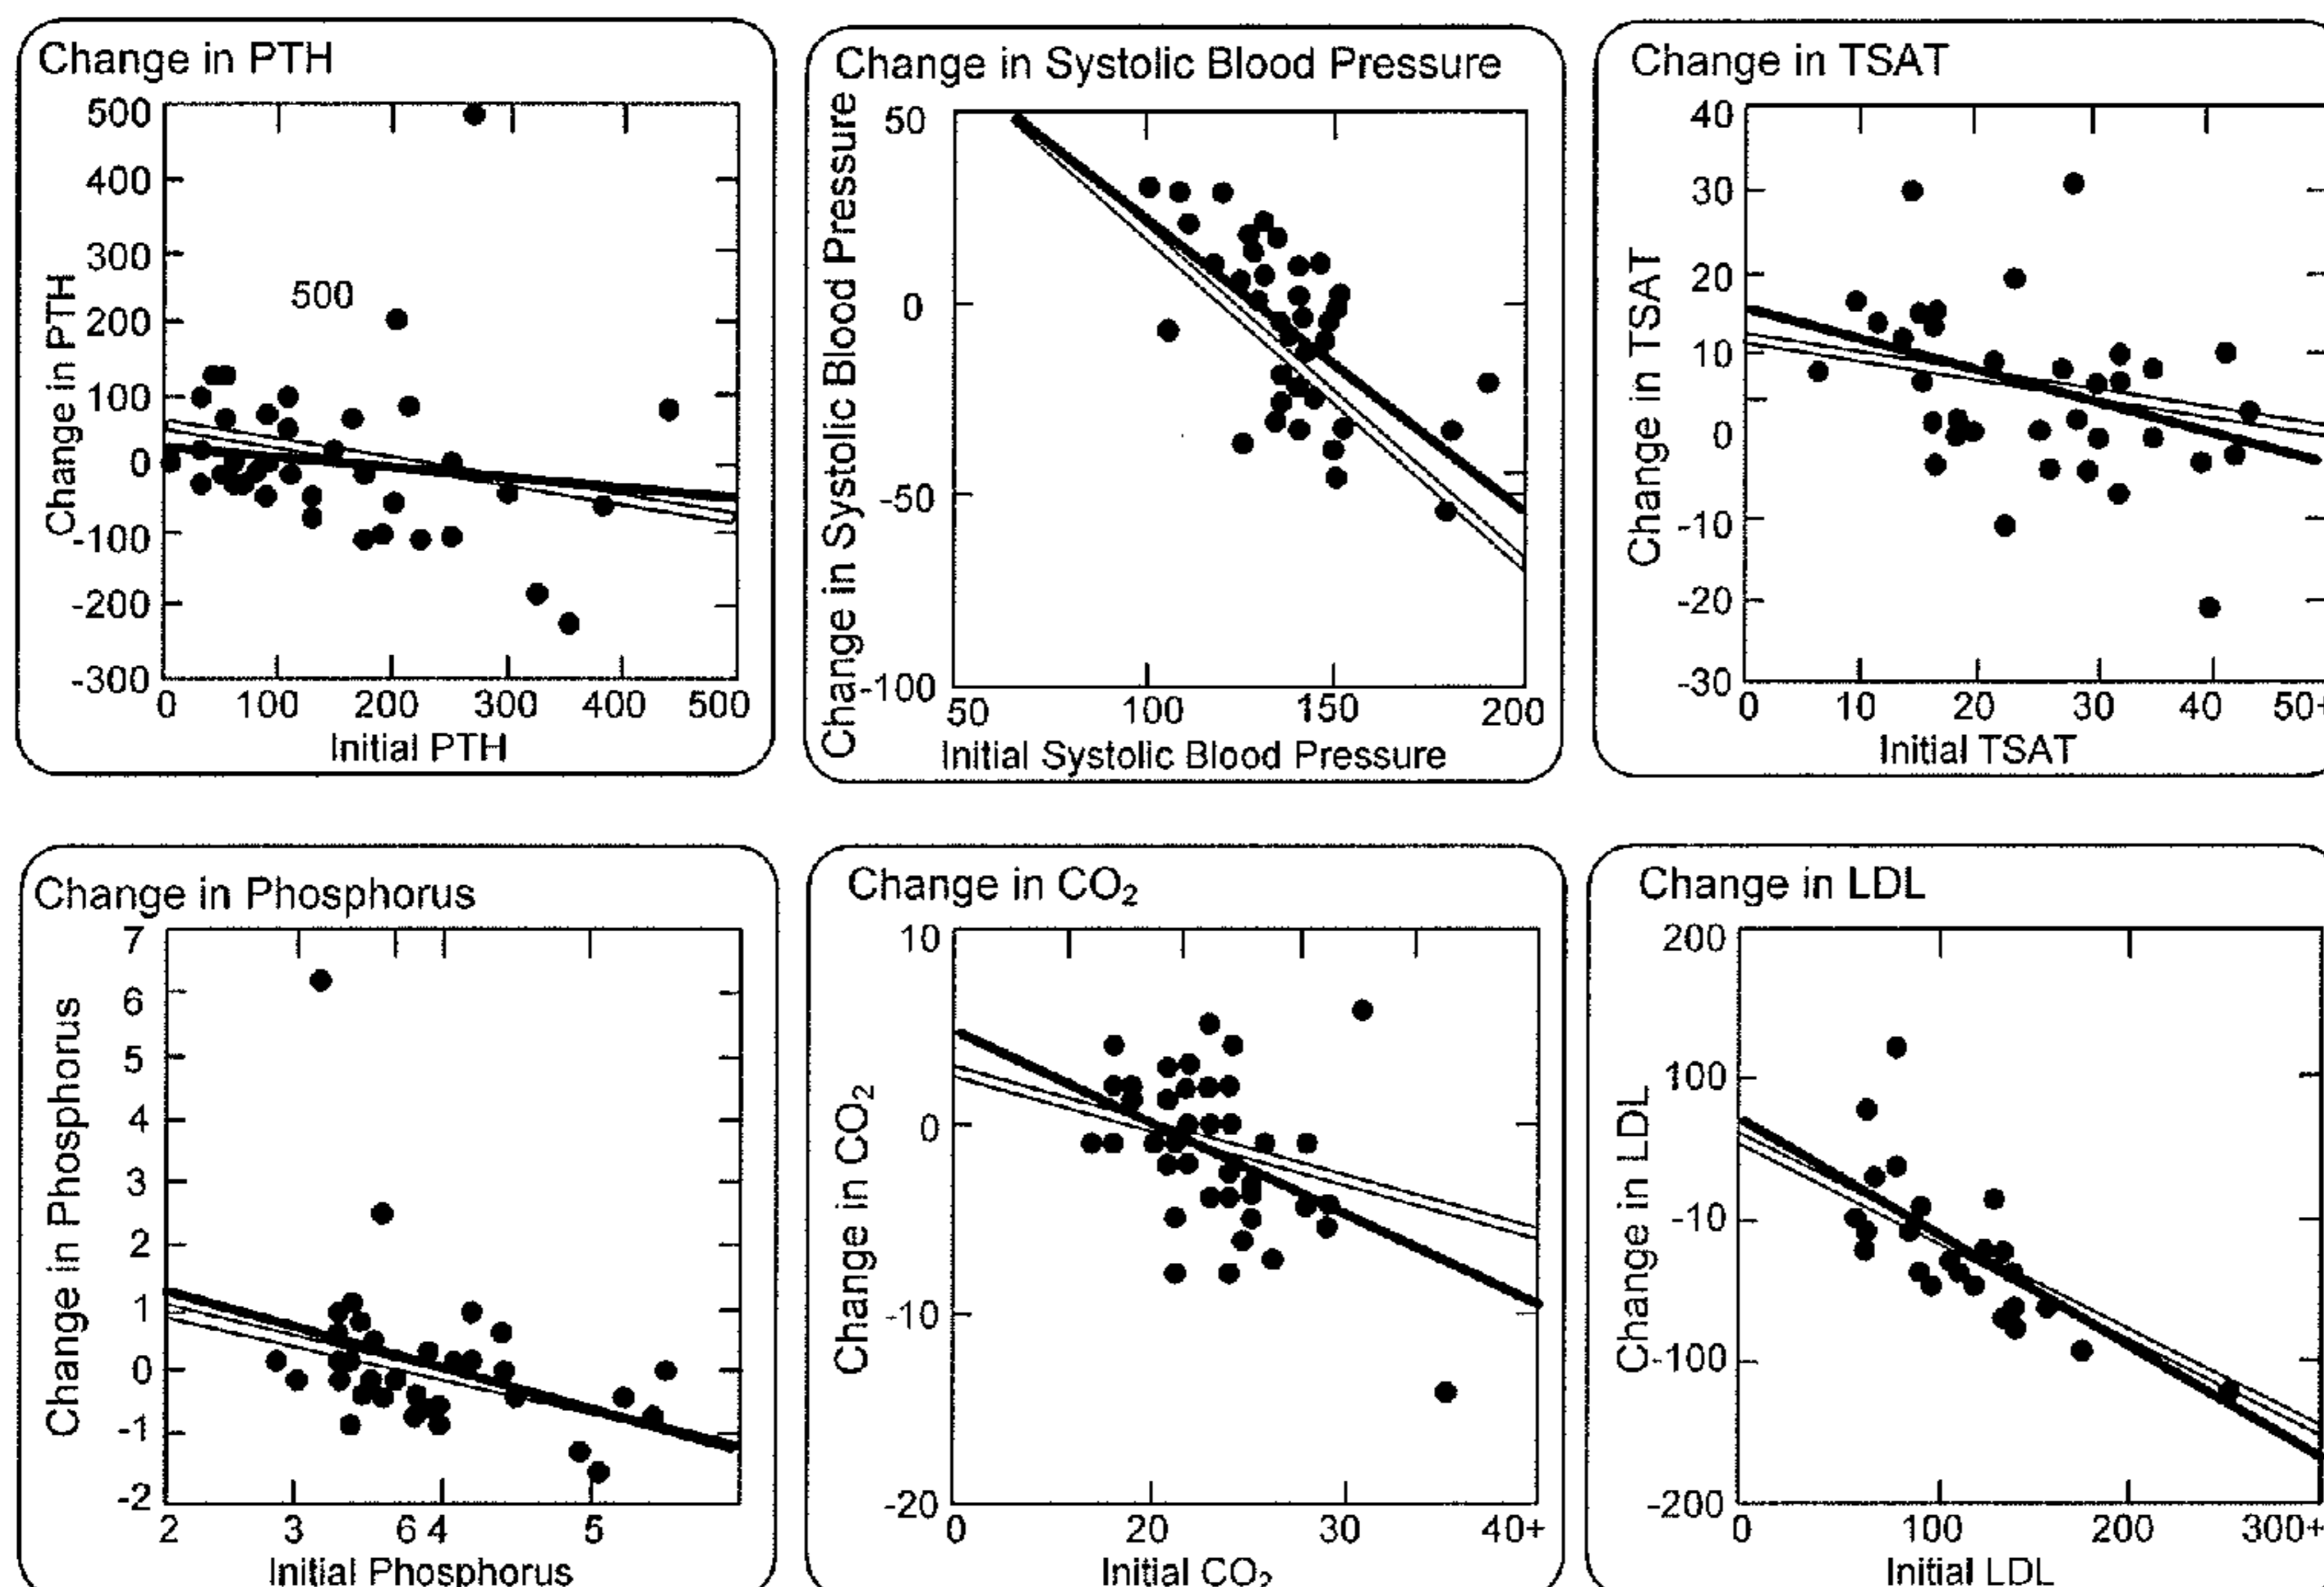 Change in PTH
Change in PTH
500
400
300
200
100
0
-100
-200
-300
500
0 100 200 300 400 500
Initial PTH
Change in Systolic Blood Pressure
Change in Systolic Blood Pressure
50
0
-50
-100
50 100 150 200
Initial Systolic Blood Pressure
Change in TSAT
Change in TSAT
40
30
20
10
0
-10
-20
-30
0 10 20 30 40 50+
Initial TSAT
Change in Phosphorus
Change in Phosphorus
7
6
5
4
3
2
1
0
-1
-2
2 3 6 4 5
Initial Phosphorus
Change in CO₂
Change in CO₂
10
0
-10
-20
0 20 30 40+
Initial CO₂
Change in LDL
Change in LDL
200
100
-10
-100
-200
0 100 200 300+
Initial LDL